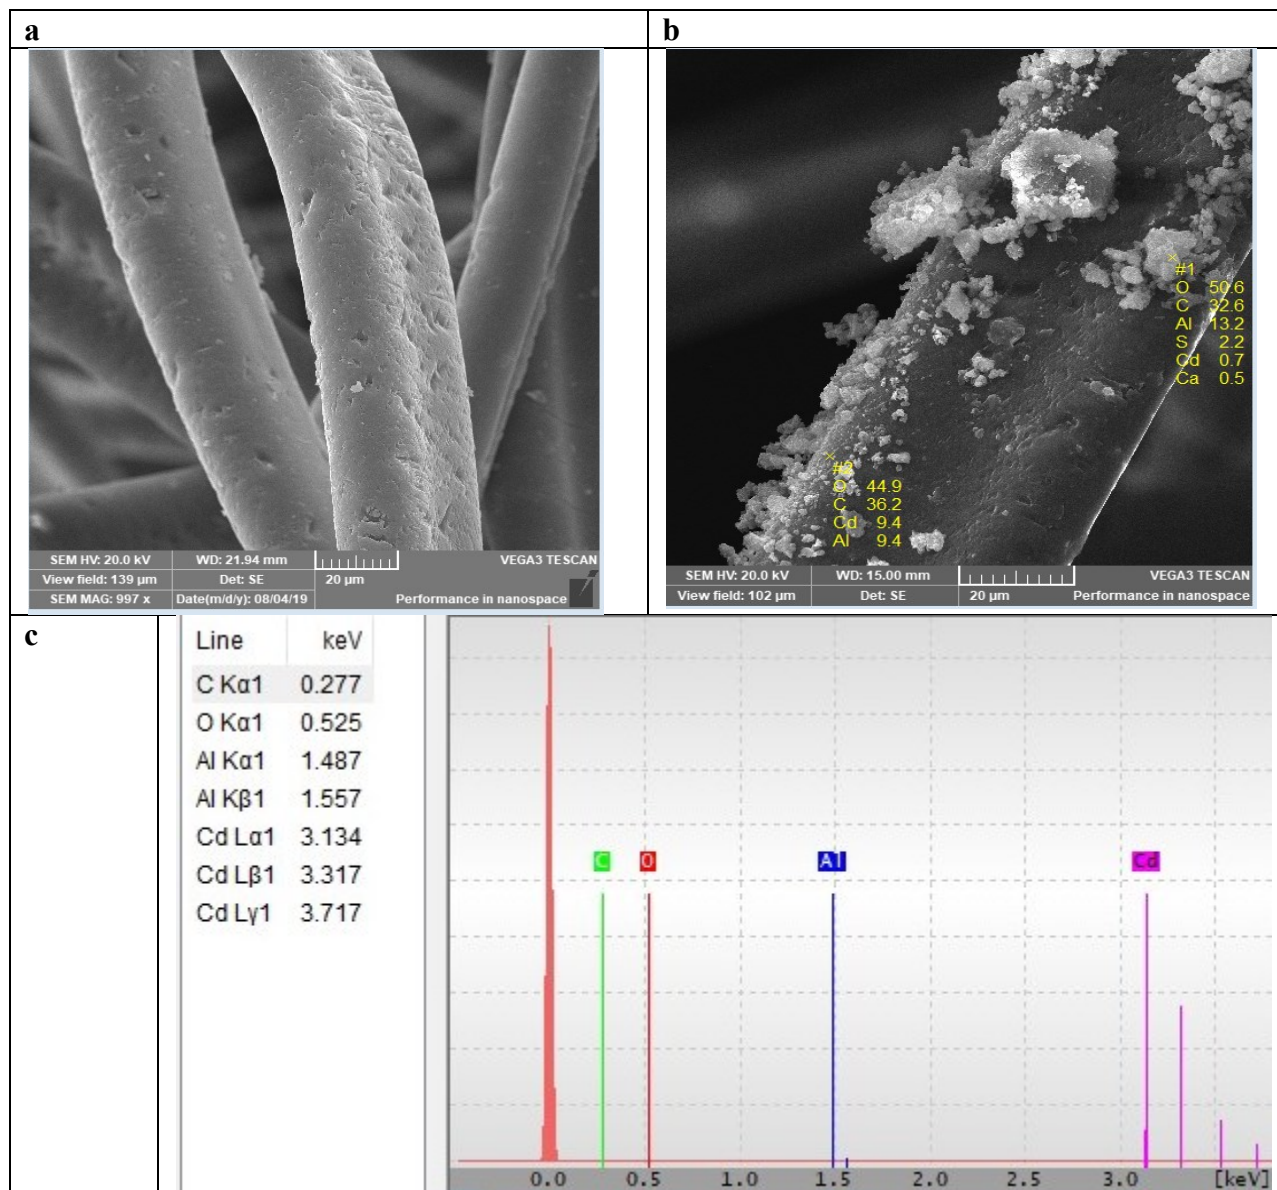 a
b
#1
O 50.6
C 32.6
Al 13.2
S 2.2
Cd 0.7
Ca 0.5
#2
O 44.9
C 36.2
Cd 9.4
Al 9.4
SEM HV: 20.0 kV WD: 21.94 mm VEGA3 TESCAN
View field: 139 µm Det: SE 20 µm
SEM MAG: 997 x Date(m/d/y): 08/04/19 Performance in nanospace
SEM HV: 20.0 kV WD: 15.00 mm VEGA3 TESCAN
View field: 102 µm Det: SE 20 µm Performance in nanospace
c
Line keV
C Kα1 0.277
O Kα1 0.525
Al Kα1 1.487
Al Kβ1 1.557
Cd Lα1 3.134
Cd Lβ1 3.317
Cd Lγ1 3.717
C O Al Cd
0.0 0.5 1.0 1.5 2.0 2.5 3.0 [keV]